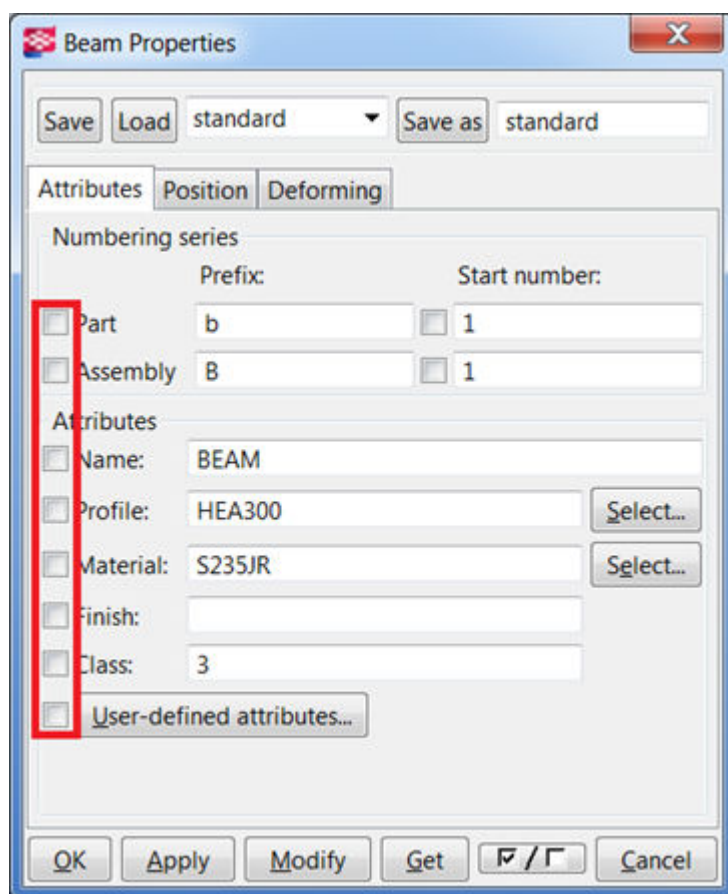 Beam Properties
Save Load standard Save as standard
Attributes Position Deforming
Numbering series
Prefix: Start number:
Part b 1
Assembly B 1
Attributes
Name: BEAM
Profile: HEA300 Select...
Material: S235JR Select...
Finish:
Class: 3
User-defined attributes...
OK Apply Modify Get / Cancel